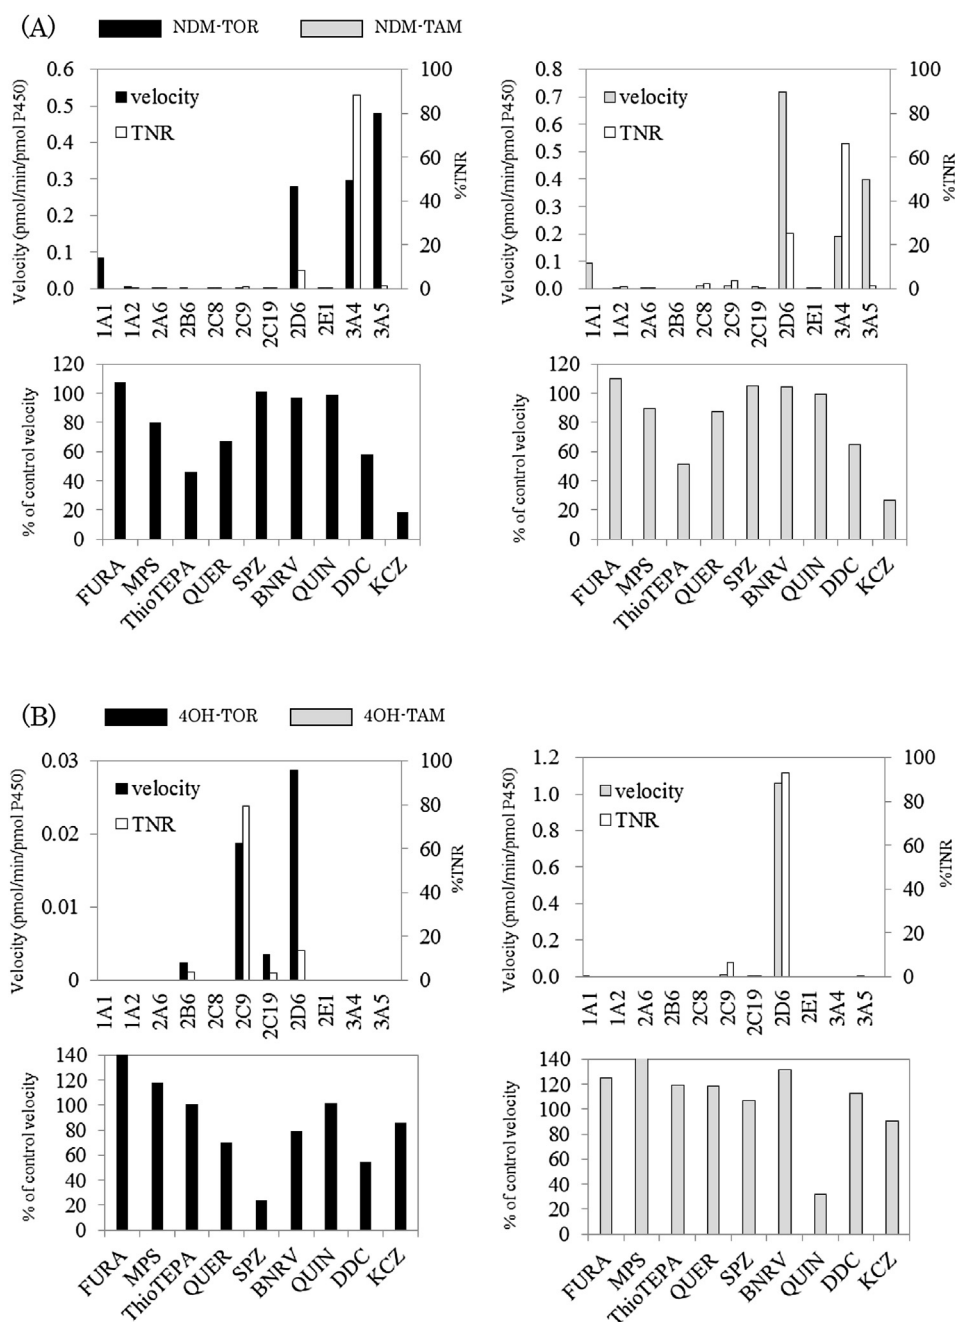 (A)
NDM-TOR NDM-TAM
Velocity (pmol/min/pmol P450)
0.6
0.5
0.4
0.3
0.2
0.1
0.0
velocity
TNR
100
80
60
40
20
0
%TNR
1A1 1A2 2A6 2B6 2C8 2C9 2C19 2D6 2E1 3A4 3A5
Velocity (pmol/min/pmol P450)
0.8
0.7
0.6
0.5
0.4
0.3
0.2
0.1
0.0
velocity
TNR
100
80
60
40
20
0
%TNR
1A1 1A2 2A6 2B6 2C8 2C9 2C19 2D6 2E1 3A4 3A5
% of control velocity
120
100
80
60
40
20
0
FURA MPS ThioTEPA QUER SPZ BNRV QUIN DDC KCZ
% of control velocity
120
100
80
60
40
20
0
FURA MPS ThioTEPA QUER SPZ BNRV QUIN DDC KCZ
(B)
4OH-TOR 4OH-TAM
Velocity (pmol/min/pmol P450)
0.03
0.02
0.01
0
velocity
TNR
100
80
60
40
20
0
%TNR
1A1 1A2 2A6 2B6 2C8 2C9 2C19 2D6 2E1 3A4 3A5
Velocity (pmol/min/pmol P450)
1.2
1.0
0.8
0.6
0.4
0.2
0.0
velocity
TNR
100
80
60
40
20
0
%TNR
1A1 1A2 2A6 2B6 2C8 2C9 2C19 2D6 2E1 3A4 3A5
% of control velocity
140
120
100
80
60
40
20
0
FURA MPS ThioTEPA QUER SPZ BNRV QUIN DDC KCZ
% of control velocity
140
120
100
80
60
40
20
0
FURA MPS ThioTEPA QUER SPZ BNRV QUIN DDC KCZ